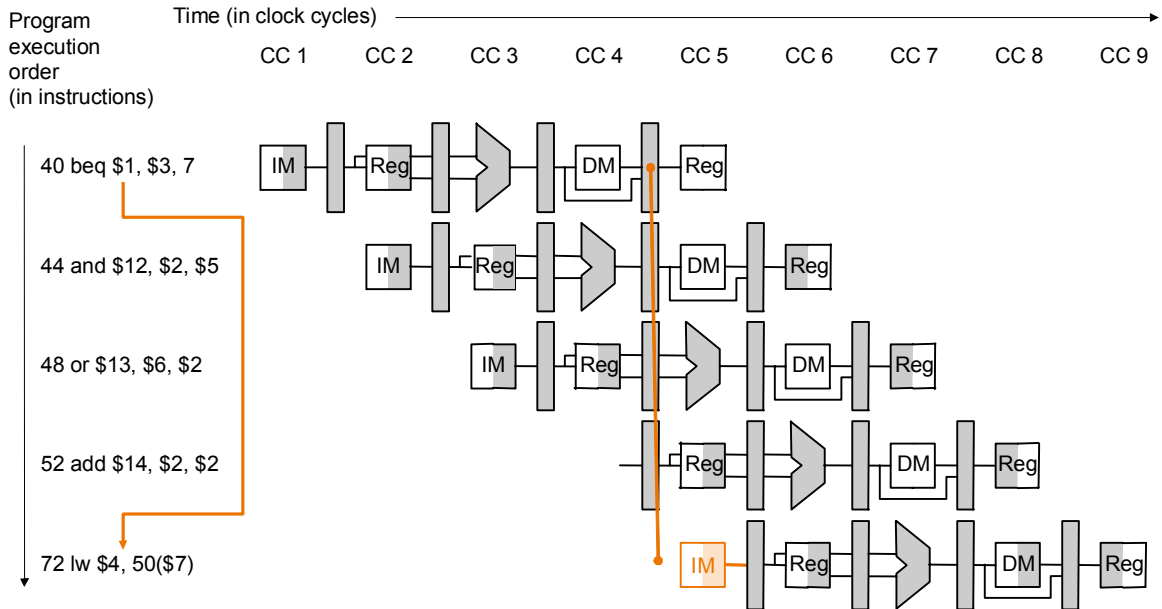 Program
execution
order
(in instructions)
Time (in clock cycles)
CC 1 CC 2 CC 3 CC 4 CC 5 CC 6 CC 7 CC 8 CC 9
40 beq $1, $3, 7
IM Reg DM Reg
44 and $12, $2, $5
IM Reg DM Reg
48 or $13, $6, $2
IM Reg DM Reg
52 add $14, $2, $2
Reg DM Reg
72 lw $4, 50($7)
IM Reg DM Reg